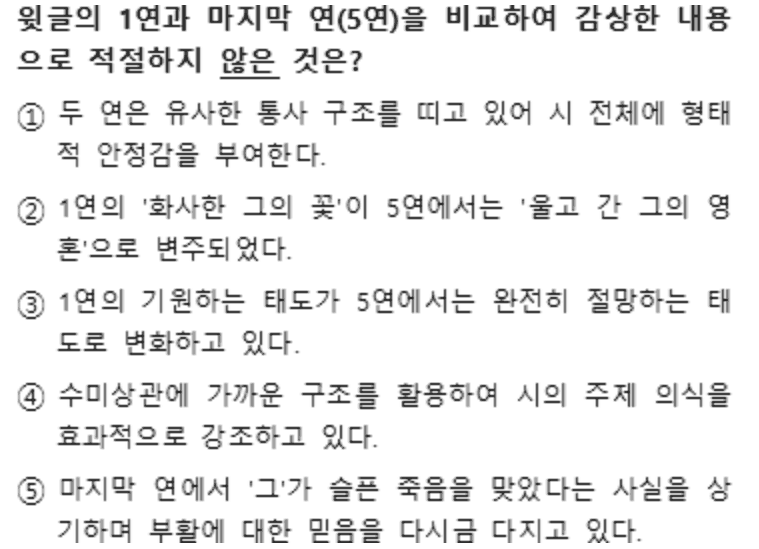 윗글의 1연과 마지막 연(5연)을 비교하여 감상한 내용
으로 적절하지 않은 것은?
① 두 연은 유사한 통사 구조를 띠고 있어 시 전체에 형태
적 안정감을 부여한다.
② 1연의 '화사한 그의 꽃'이 5연에서는 '울고 간 그의 영
혼'으로 변주되었다.
③ 1연의 기원하는 태도가 5연에서는 완전히 절망하는 태
도로 변화하고 있다.
④ 수미상관에 가까운 구조를 활용하여 시의 주제 의식을
효과적으로 강조하고 있다.
⑤ 마지막 연에서 '그'가 슬픈 죽음을 맞았다는 사실을 상
기하며 부활에 대한 믿음을 다시금 다지고 있다.